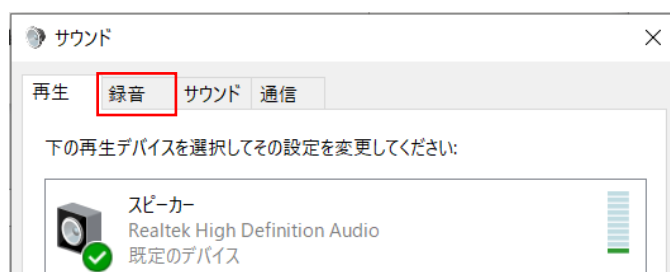 サウンド
再生 録音 サウンド 通信
下の再生デバイスを選択してその設定を変更してください:
スピーカー
Realtek High Definition Audio
既定のデバイス